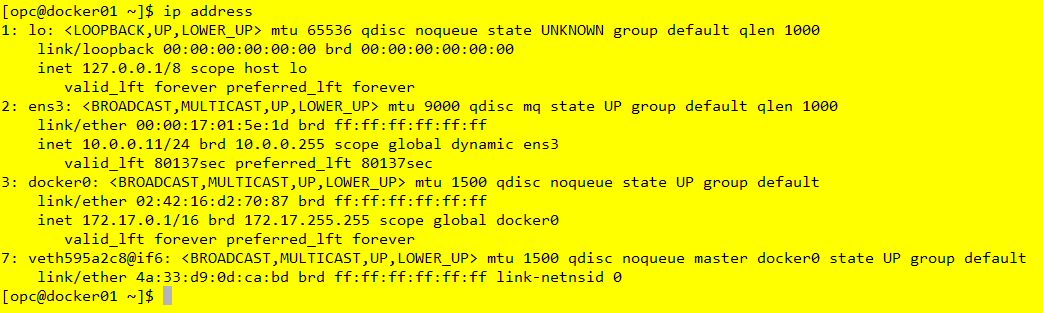 [opc@docker01 ~]$ ip address
1: lo: <LOOPBACK,UP,LOWER_UP> mtu 65536 qdisc noqueue state UNKNOWN group default qlen 1000
    link/loopback 00:00:00:00:00:00 brd 00:00:00:00:00:00
    inet 127.0.0.1/8 scope host lo
       valid_lft forever preferred_lft forever
2: ens3: <BROADCAST,MULTICAST,UP,LOWER_UP> mtu 9000 qdisc mq state UP group default qlen 1000
    link/ether 00:00:17:01:5e:1d brd ff:ff:ff:ff:ff:ff
    inet 10.0.0.11/24 brd 10.0.0.255 scope global dynamic ens3
       valid_lft 80137sec preferred_lft 80137sec
3: docker0: <BROADCAST,MULTICAST,UP,LOWER_UP> mtu 1500 qdisc noqueue state UP group default
    link/ether 02:42:16:d2:70:87 brd ff:ff:ff:ff:ff:ff
    inet 172.17.0.1/16 brd 172.17.255.255 scope global docker0
       valid_lft forever preferred_lft forever
7: veth595a2c8@if6: <BROADCAST,MULTICAST,UP,LOWER_UP> mtu 1500 qdisc noqueue master docker0 state UP group default
    link/ether 4a:33:d9:0d:ca:bd brd ff:ff:ff:ff:ff:ff link-netnsid 0
[opc@docker01 ~]$